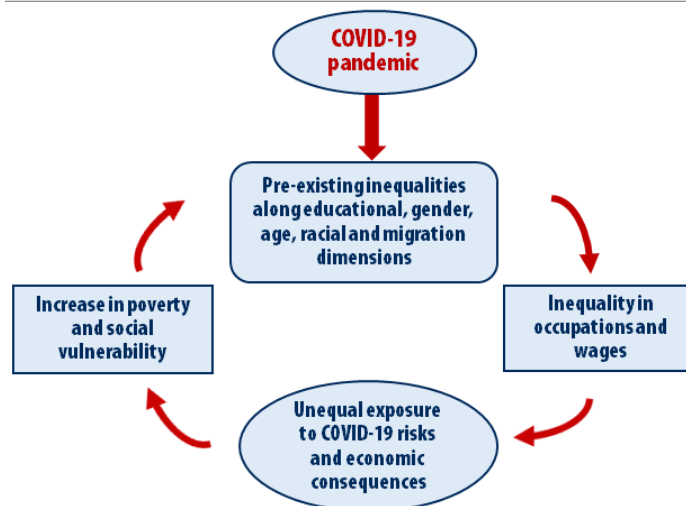 COVID-19
pandemic
Pre-existing inequalities
along educational, gender,
age, racial and migration
dimensions
Increase in poverty
and social
vulnerability
Inequality in
occupations and
wages
Unequal exposure
to COVID-19 risks
and economic
consequences